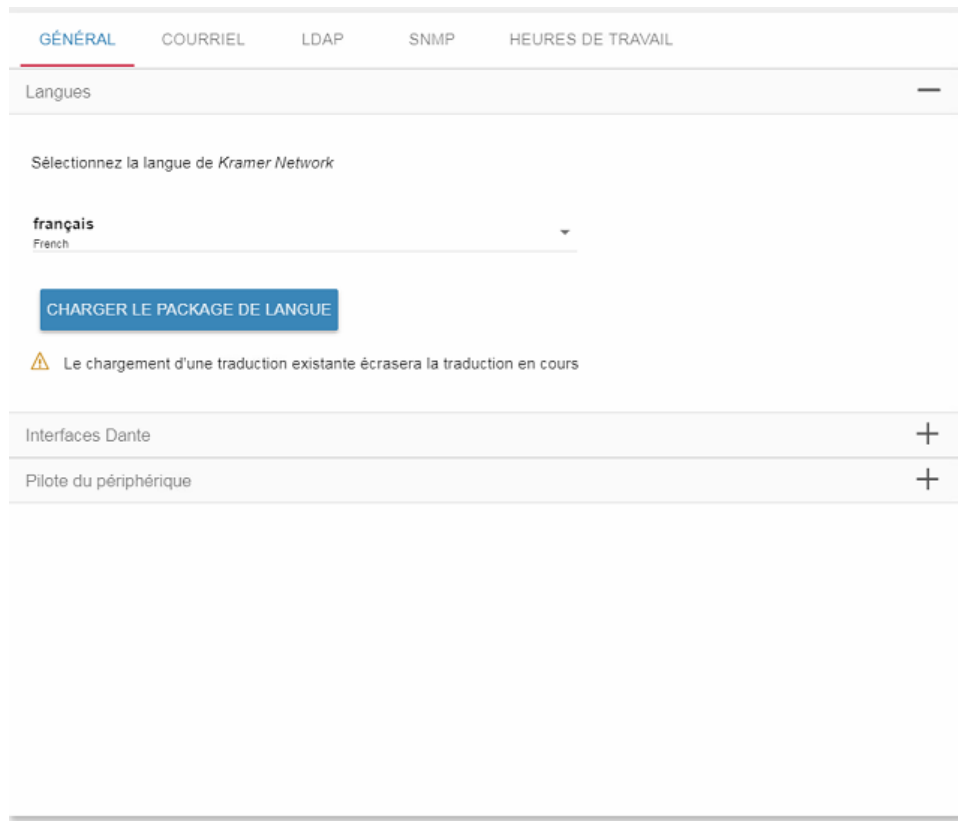 GÉNÉRAL COURRIEL LDAP SNMP HEURES DE TRAVAIL
Langues
Sélectionnez la langue de Kramer Network
français
French
CHARGER LE PACKAGE DE LANGUE
Le chargement d'une traduction existante écrasera la traduction en cours
Interfaces Dante
Pilote du périphérique